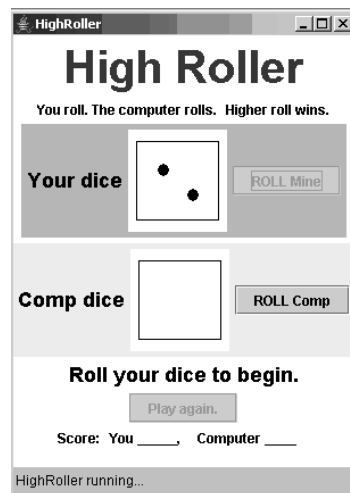 HighRoller
High Roller
You roll. The computer rolls. Higher roll wins.
Your dice
ROLL Mine
Comp dice
ROLL Comp
Roll your dice to begin.
Play again.
Score: You _____, Computer ____
HighRoller running...